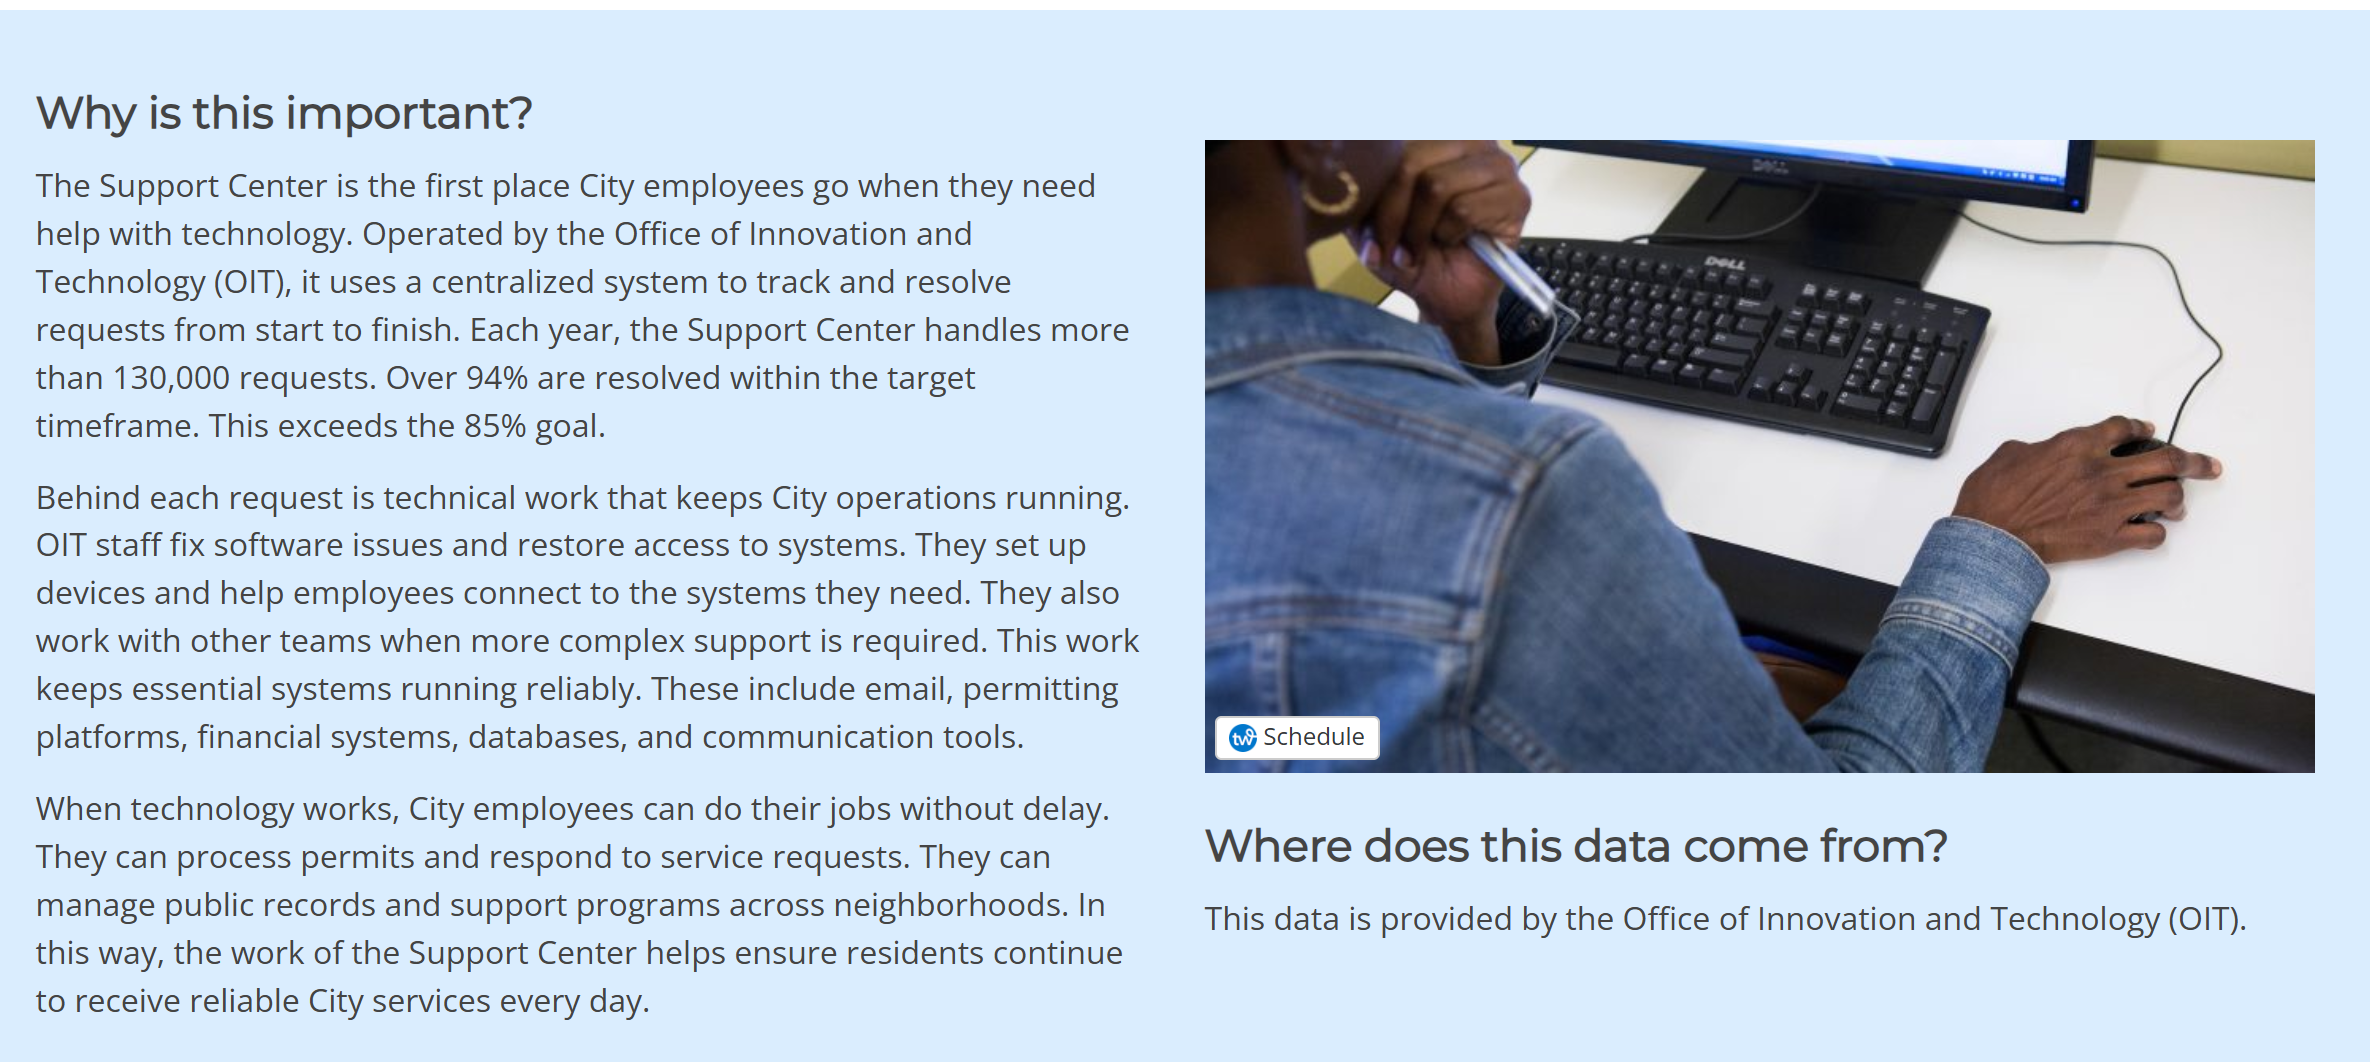 Why is this important?
The Support Center is the first place City employees go when they need
help with technology. Operated by the Office of Innovation and
Technology (OIT), it uses a centralized system to track and resolve
requests from start to finish. Each year, the Support Center handles more
than 130,000 requests. Over 94% are resolved within the target
timeframe. This exceeds the 85% goal.
Behind each request is technical work that keeps City operations running.
OIT staff fix software issues and restore access to systems. They set up
devices and help employees connect to the systems they need. They also
work with other teams when more complex support is required. This work
keeps essential systems running reliably. These include email, permitting
platforms, financial systems, databases, and communication tools.
When technology works, City employees can do their jobs without delay.
They can process permits and respond to service requests. They can
manage public records and support programs across neighborhoods. In
this way, the work of the Support Center helps ensure residents continue
to receive reliable City services every day.
DELL
DELL
tw Schedule
Where does this data come from?
This data is provided by the Office of Innovation and Technology (OIT).